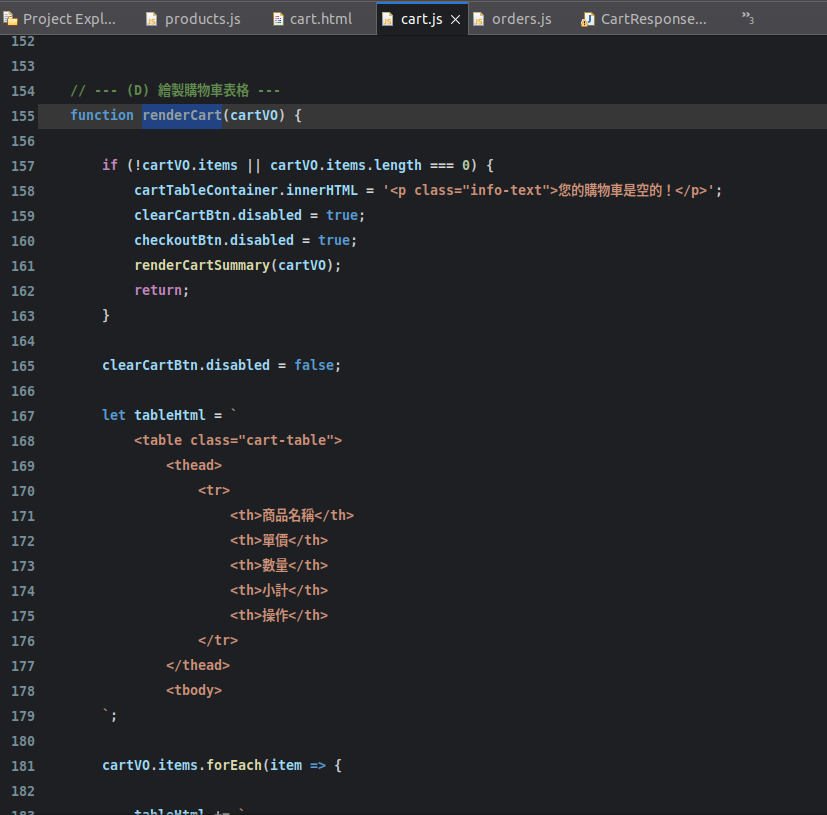 Project Expl... products.js cart.html cart.js orders.js CartResponse... »3
152
153
154 // --- (D) 繪製購物車表格 ---
155 function renderCart(cartVO) {
156
157 if (!cartVO.items || cartVO.items.length === 0) {
158 cartTableContainer.innerHTML = '<p class="info-text">您的購物車是空的！</p>';
159 clearCartBtn.disabled = true;
160 checkoutBtn.disabled = true;
161 renderCartSummary(cartVO);
162 return;
163 }
164
165 clearCartBtn.disabled = false;
166
167 let tableHtml = `
168 <table class="cart-table">
169 <thead>
170 <tr>
171 <th>商品名稱</th>
172 <th>單價</th>
173 <th>數量</th>
174 <th>小計</th>
175 <th>操作</th>
176 </tr>
177 </thead>
178 <tbody>
179 `;
180
181 cartVO.items.forEach(item => {
182
183 tableHtml += `